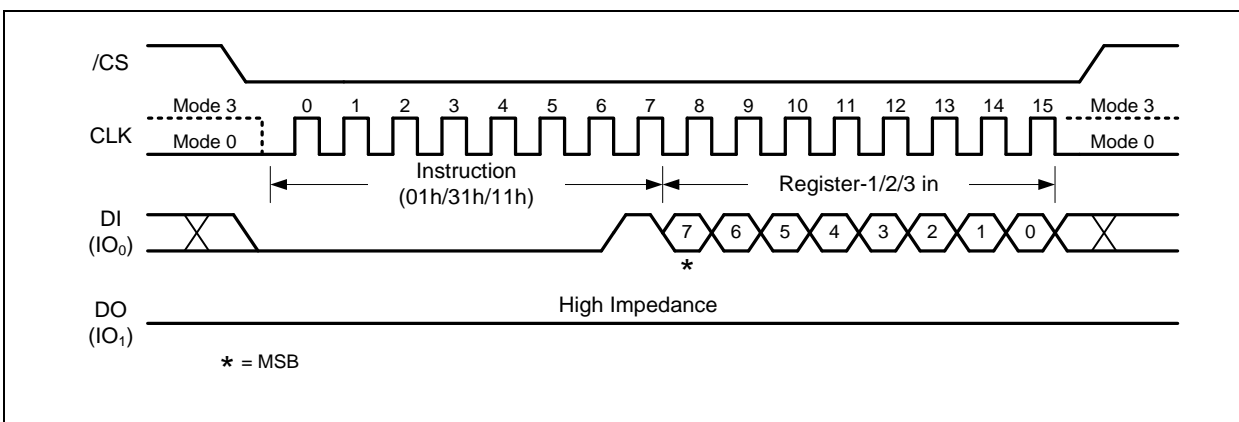 /CS
Mode 3 0 1 2 3 4 5 6 7 8 9 10 11 12 13 14 15 Mode 3
CLK
Mode 0 Mode 0
Instruction
(01h/31h/11h)
Register-1/2/3 in
DI
(IO₀)
7 6 5 4 3 2 1 0
*
High Impedance
DO
(IO₁)
* = MSB